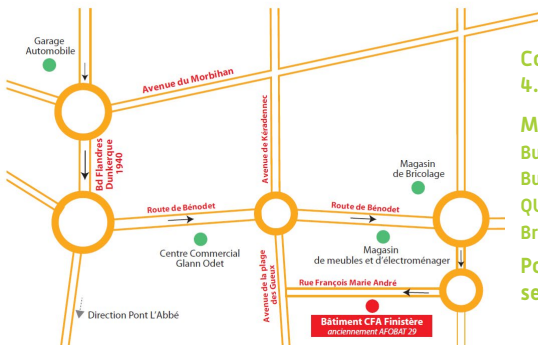 Garage
Automobile
Avenue du Morbihan
Bd Flandres
Dunkerque
1940
Avenue de Kéradennec
Magasin
de Bricolage
Route de Bénodet
Route de Bénodet
Centre Commercial
Glann Odet
Magasin
de meubles et d'électroménager
Avenue de la plage
des Gueux
Rue François Marie André
Direction Pont L'Abbé
Bâtiment CFA Finistère
anciennement AFOBAT 29
4.